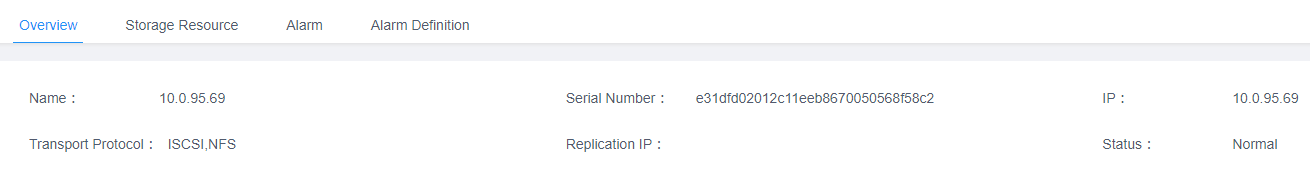 Overview Storage Resource Alarm Alarm Definition
Name： 10.0.95.69 Serial Number： e31dfd02012c11eeb8670050568f58c2 IP： 10.0.95.69
Transport Protocol： ISCSI,NFS Replication IP： Status： Normal